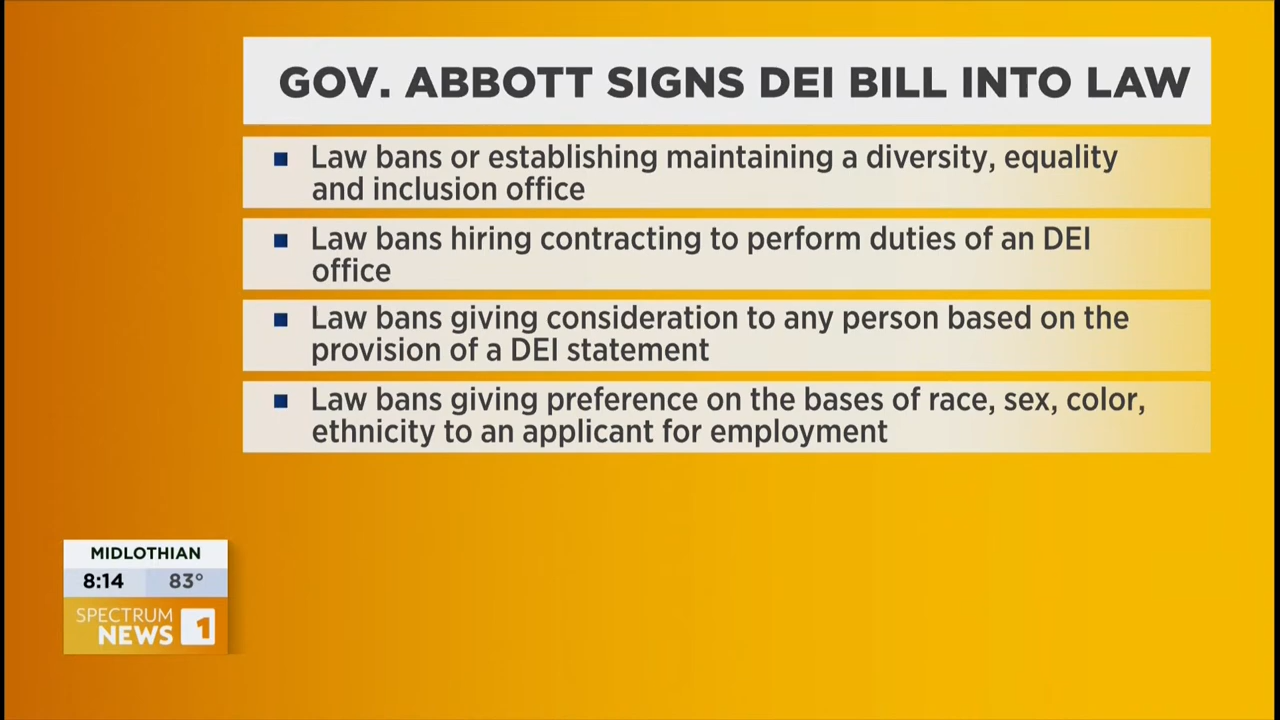 GOV. ABBOTT SIGNS DEI BILL INTO LAW
Law bans or establishing maintaining a diversity, equality
and inclusion office
Law bans hiring contracting to perform duties of an DEI
office
Law bans giving consideration to any person based on the
provision of a DEI statement
Law bans giving preference on the bases of race, sex, color,
ethnicity to an applicant for employment
MIDLOTHIAN
8:14 83°
SPECTRUM
NEWS 1